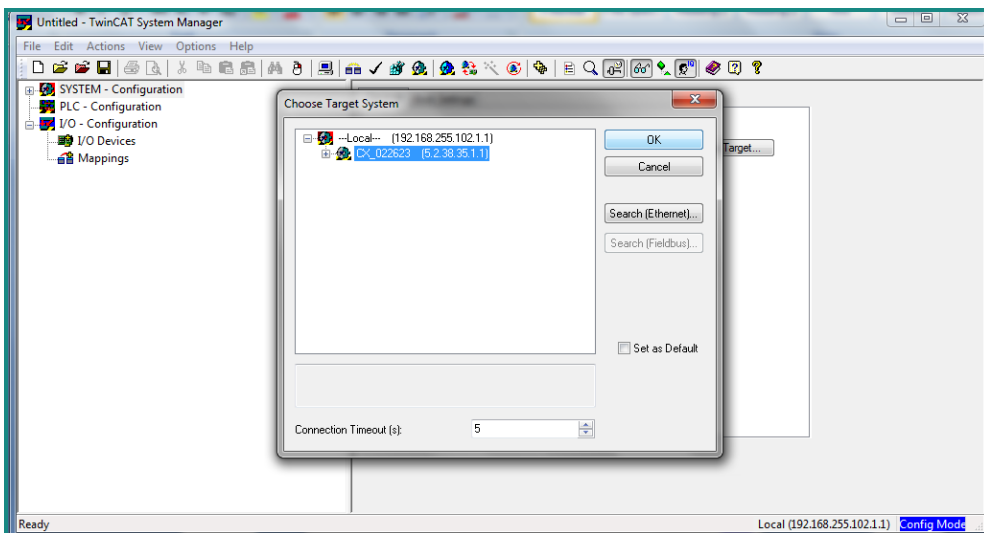 Untitled - TwinCAT System Manager
File Edit Actions View Options Help
SYSTEM - Configuration
PLC - Configuration
I/O - Configuration
I/O Devices
Mappings
Choose Target System
---Local--- (192.168.255.102.1.1)
CX_022623 (5.2.38.35.1.1)
OK
Cancel
Search (Ethernet)...
Search (Fieldbus)...
Set as Default
Connection Timeout (s): 5
Target...
Ready
Local (192.168.255.102.1.1) Config Mode